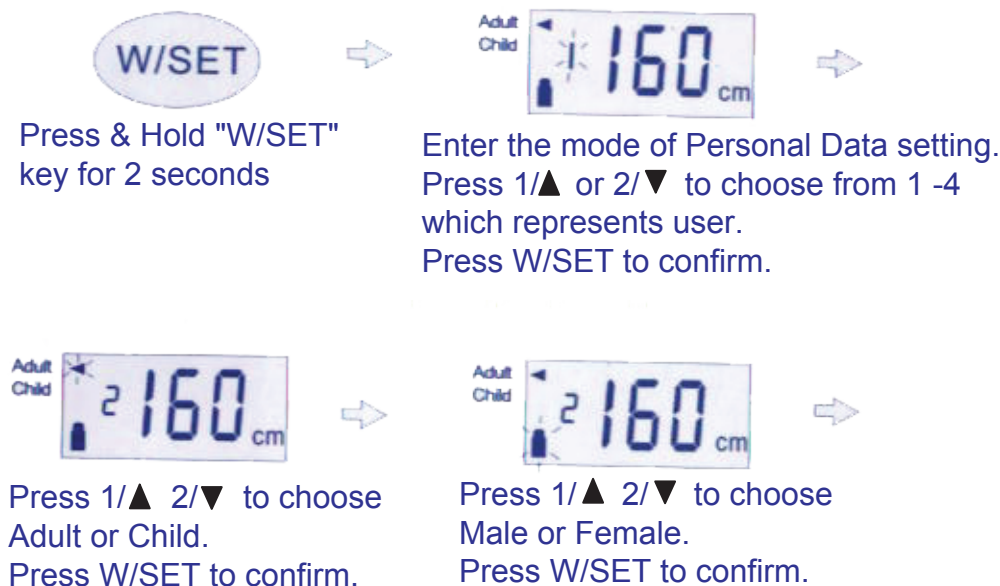 W/SET
Press & Hold "W/SET"
key for 2 seconds
Adult
Child
1 160 cm
Enter the mode of Personal Data setting.
Press 1/▲ or 2/▼ to choose from 1 -4
which represents user.
Press W/SET to confirm.
Adult
Child
2 160 cm
Press 1/▲ 2/▼ to choose
Adult or Child.
Press W/SET to confirm.
Adult
Child
2 160 cm
Press 1/▲ 2/▼ to choose
Male or Female.
Press W/SET to confirm.